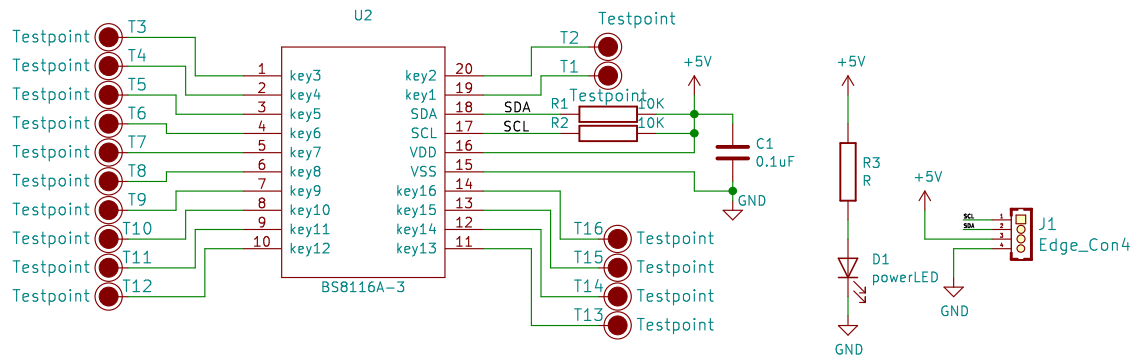 U2
Testpoint T3
Testpoint T4
Testpoint T5
Testpoint T6
Testpoint T7
Testpoint T8
Testpoint T9
Testpoint T10
Testpoint T11
Testpoint T12
1 key3
2 key4
3 key5
4 key6
5 key7
6 key8
7 key9
8 key10
9 key11
10 key12
key2 20
key1 19
SDA 18
SCL 17
VDD 16
VSS 15
key16 14
key15 13
key14 12
key13 11
BS8116A-3
Testpoint
T2
T1
Testpoint
SDA R1 10K
SCL R2 10K
+5V
C1
0.1uF
GND
T16 Testpoint
T15 Testpoint
T14 Testpoint
T13 Testpoint
+5V
R3
R
D1
powerLED
GND
+5V
SCL 1
SDA 2
3
4
J1
Edge_Con4
GND